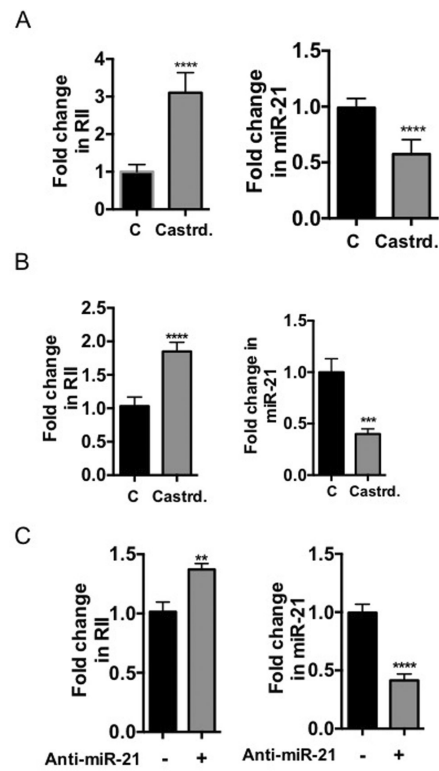 A
Fold change
in RII
4
3
2
1
0
****
C Castrd.
Fold change
in miR-21
1.5
1.0
0.5
0.0
****
C Castrd.
B
Fold change
in RII
2.5
2.0
1.5
1.0
0.5
0.0
****
C Castrd.
Fold change in
miR-21
1.5
1.0
0.5
0.0
***
C Castrd.
C
Fold change
in RII
1.5
1.0
0.5
0.0
**
Anti-miR-21 - +
Fold change
in miR-21
1.5
1.0
0.5
0.0
****
Anti-miR-21 - +